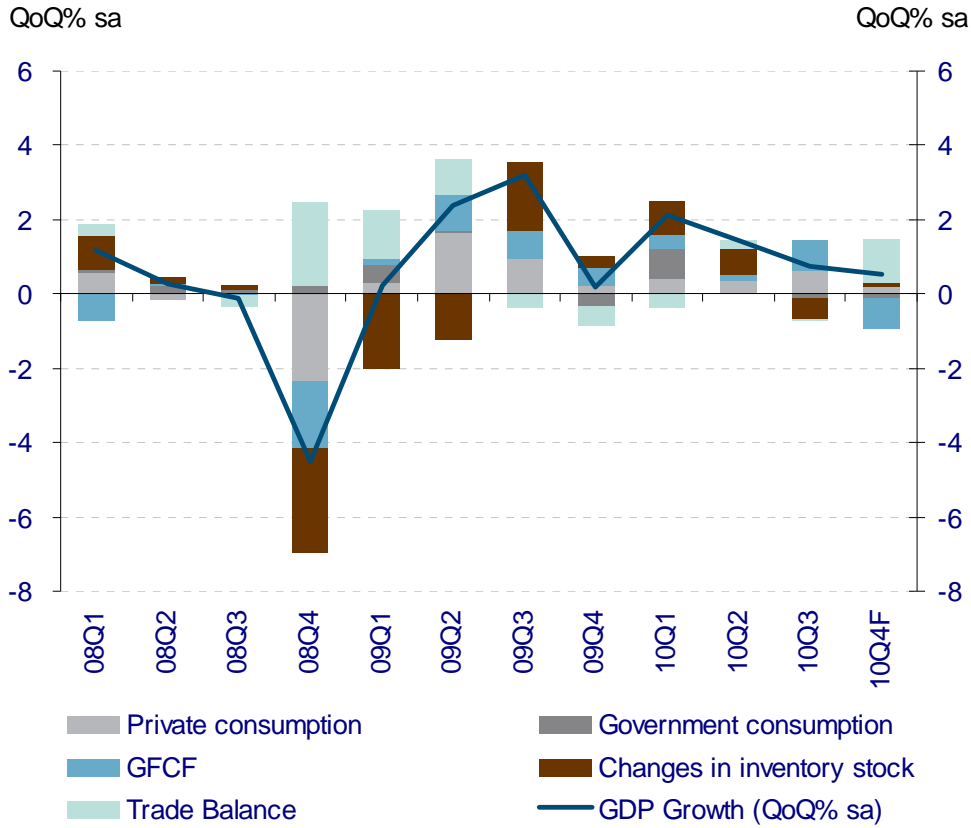 QoQ% sa QoQ% sa
6 6
4 4
2 2
0 0
-2 -2
-4 -4
-6 -6
-8 -8
08Q1 08Q2 08Q3 08Q4 09Q1 09Q2 09Q3 09Q4 10Q1 10Q2 10Q3 10Q4F
Private consumption Government consumption
GFCF Changes in inventory stock
Trade Balance GDP Growth (QoQ% sa)